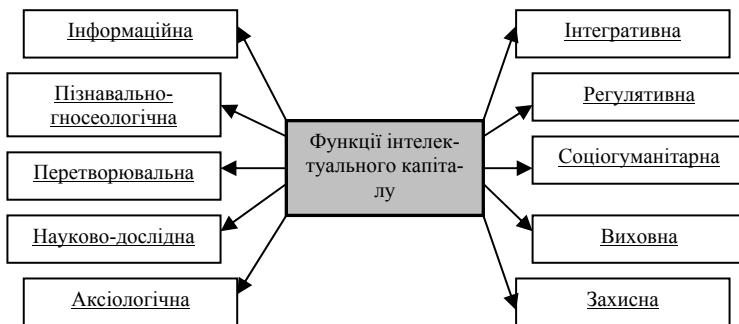 Інформаційна
Пізнавально-
гносеологічна
Перетворювальна
Науково-дослідна
Аксіологічна
Функції інтелек-
туального капіта-
лу
Інтегративна
Регулятивна
Соціогуманітарна
Виховна
Захисна